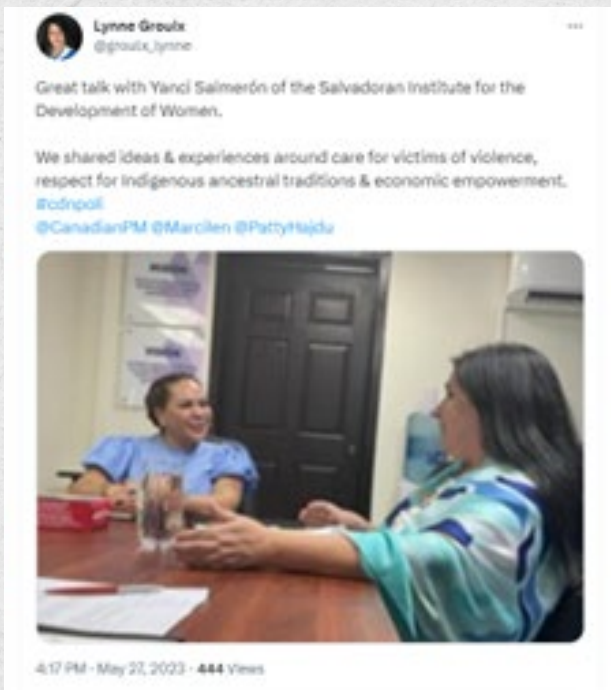 Lynne Groulx
@groulx_lynne
Great talk with Yanci Salmerón of the Salvadoran Institute for the
Development of Women.
We shared ideas & experiences around care for victims of violence,
respect for Indigenous ancestral traditions & economic empowerment.
#cdnpoli
@CanadianPM @Marcilen @PattyHajdu
4:17 PM · May 27, 2023 · 444 Views